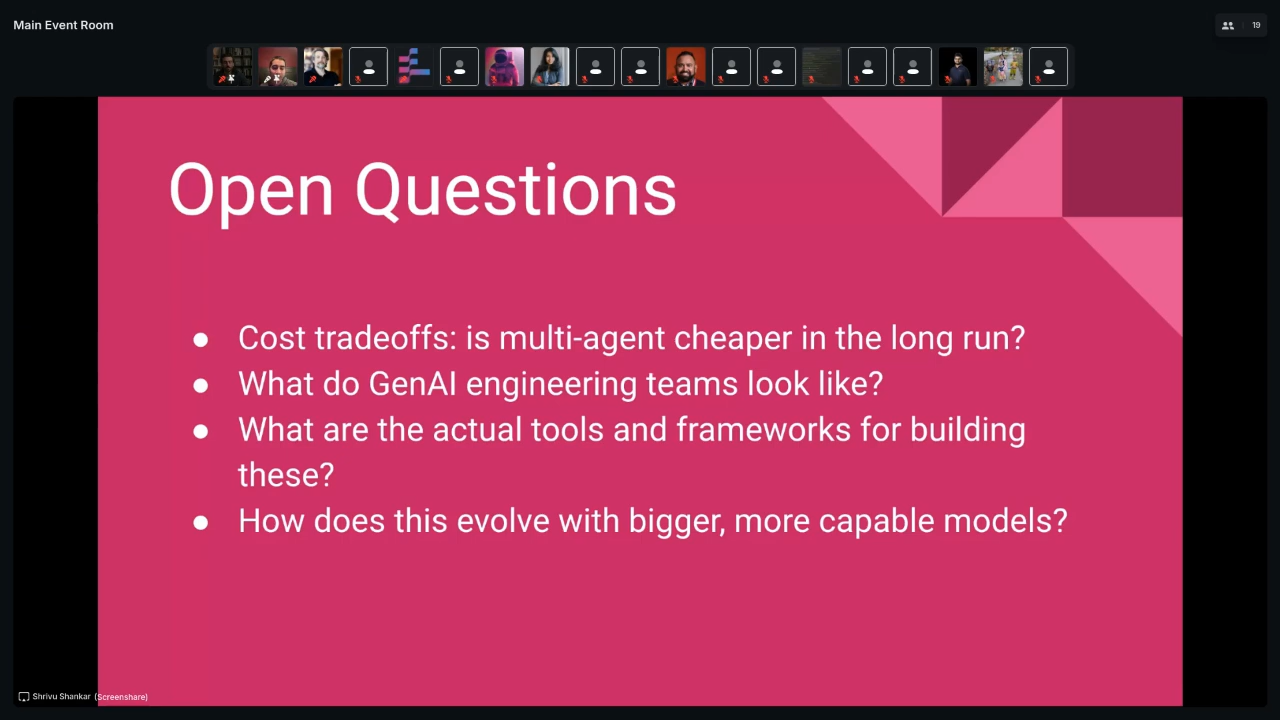 Main Event Room
19
Open Questions
● Cost tradeoffs: is multi-agent cheaper in the long run?
● What do GenAI engineering teams look like?
● What are the actual tools and frameworks for building
these?
● How does this evolve with bigger, more capable models?
Shrivu Shankar (Screenshare)